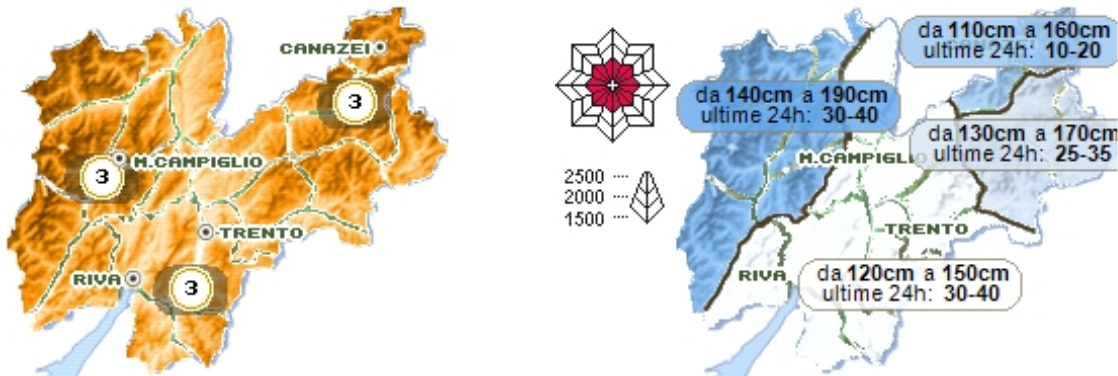 CANAZEI
3
3
M.CAMPIGLIO
TRENTO
RIVA
3
da 110cm a 160cm
ultime 24h: 10-20
da 140cm a 190cm
ultime 24h: 30-40
da 130cm a 170cm
ultime 24h: 25-35
M.CAMPIGLIO
2500
2000
1500
TRENTO
RIVA
da 120cm a 150cm
ultime 24h: 30-40